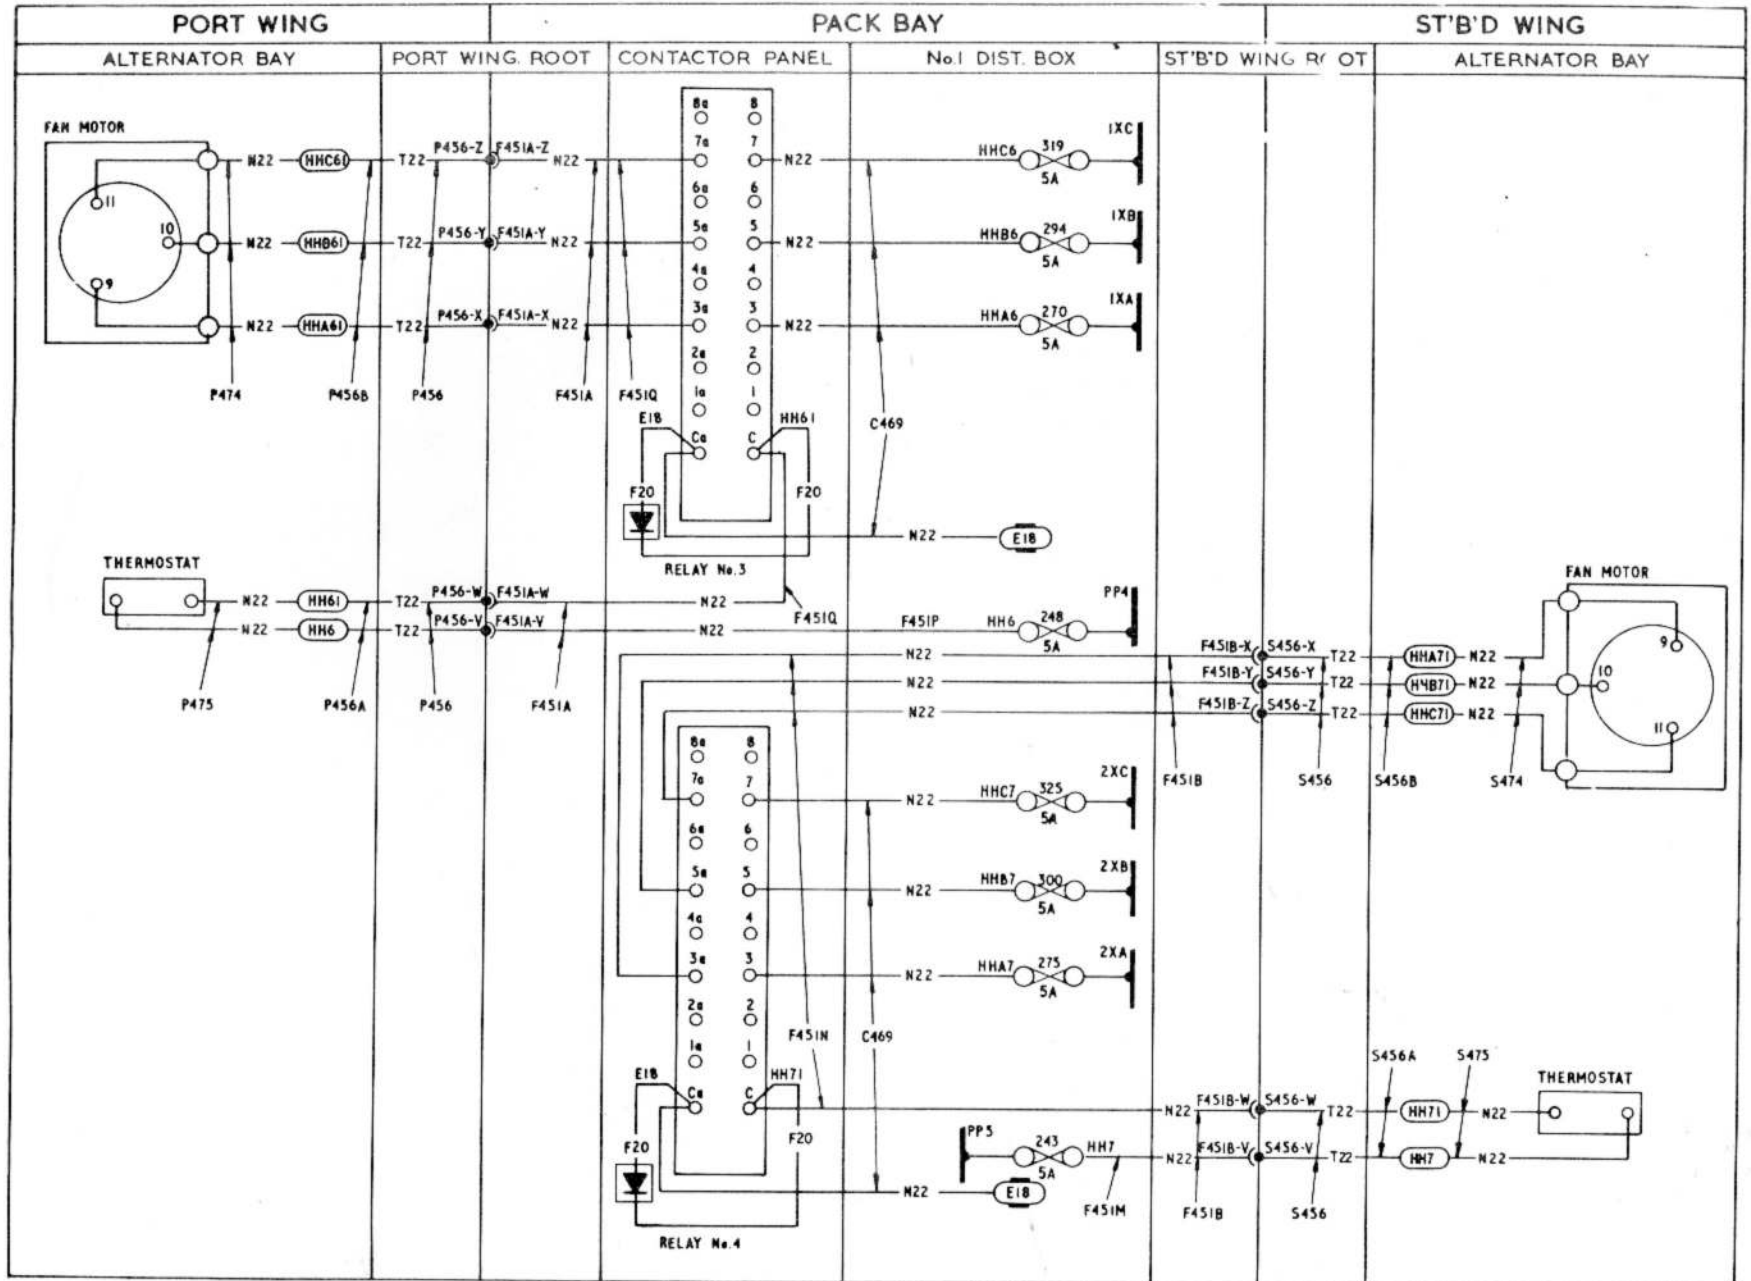 PORT WING PACK BAY ST'B'D WING
ALTERNATOR BAY PORT WING ROOT CONTACTOR PANEL No.1 DIST. BOX ST'B'D WING ROOT ALTERNATOR BAY
8a 8
FAN MOTOR 1XC
7a 7
N22 HHC61 T22 P456-Z F451A-Z N22 N22 HHC6 319
5A
11
6a 6
1XB
10 N22 HHB61 T22 P456-Y F451A-Y N22 5a 5 N22 HHB6 294
5A
4a 4
9
1XA
N22 HHA61 T22 P456-X F451A-X N22 3a 3 N22 HHA6 270
5A
2a 2
P474 P456B P456 F451A F451Q 1a 1
E18 HH61 C469
Ca C
F20 F20
N22 E18
THERMOSTAT RELAY No.3 FAN MOTOR
N22 HH61 T22 P456-W F451A-W N22 F451Q PP4
N22 HH6 T22 P456-V F451A-V N22 F451P HH6 248
5A
N22 F451B-X S456-X T22 HHA71 N22 9
N22 F451B-Y S456-Y T22 HHB71 N22 10
N22 F451B-Z S456-Z T22 HHC71 N22 11
P475 P456A P456 F451A
8a 8
F451B S456 S456B S474
2XC
7a 7 N22 HHC7 325
5A
6a 6
2XB
5a 5 N22 HHB7 300
5A
4a 4
2XA
3a 3 N22 HHA7 275
5A
2a 2
F451N C469
1a 1
S456A S475
E18 HH71 THERMOSTAT
Ca C N22 F451B-W S456-W T22 HH71 N22
F20 F20
PP5 243 HH7 N22 F451B-V S456-V T22 HH7 N22
5A
N22 E18 F451M F451B S456
RELAY No.4